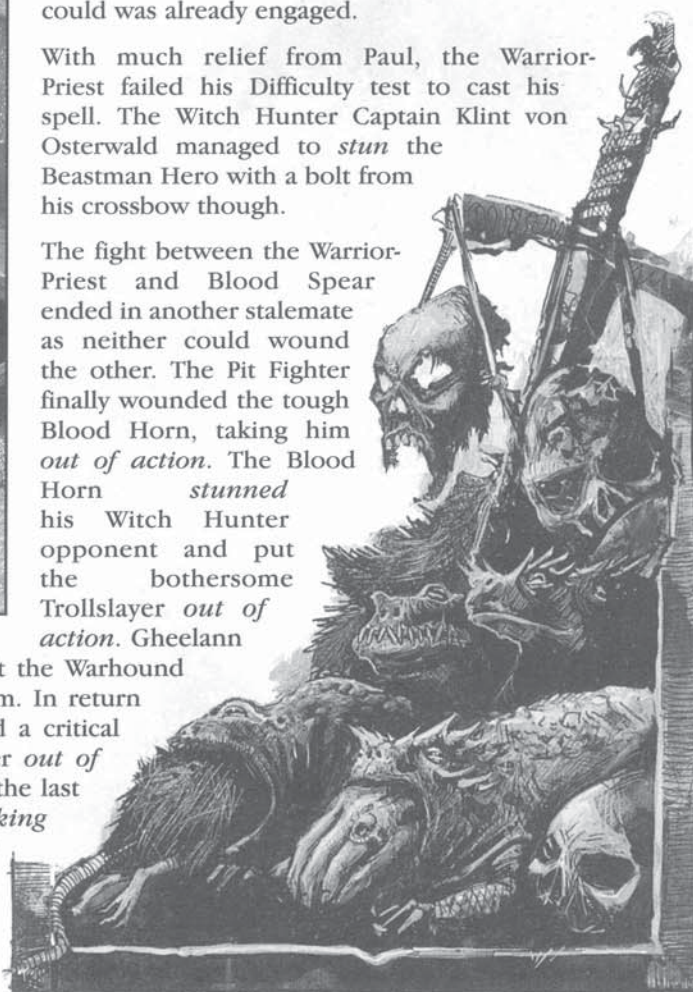 could was already engaged.
With much relief from Paul, the Warrior-
Priest failed his Difficulty test to cast his
spell. The Witch Hunter Captain Klint von
Osterwald managed to stun the
Beastman Hero with a bolt from
his crossbow though.
The fight between the Warrior-
Priest and Blood Spear
ended in another stalemate
as neither could wound
the other. The Pit Fighter
finally wounded the tough
Blood Horn, taking him
out of action. The Blood
Horn stunned
his Witch Hunter
opponent and put
the bothersome
Trollslayer out of
action. Gheelann
the Warhound
In return
a critical
out of
the last